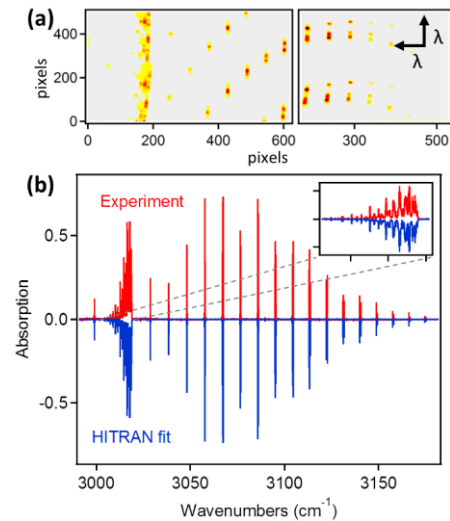 (a)
pixels
400
200
0
0
200
400
600
300
500
pixels
λ
λ
(b)
Experiment
0.5
0.0
-0.5
Absorption
HITRAN fit
3000
3050
3100
3150
Wavenumbers (cm⁻¹)